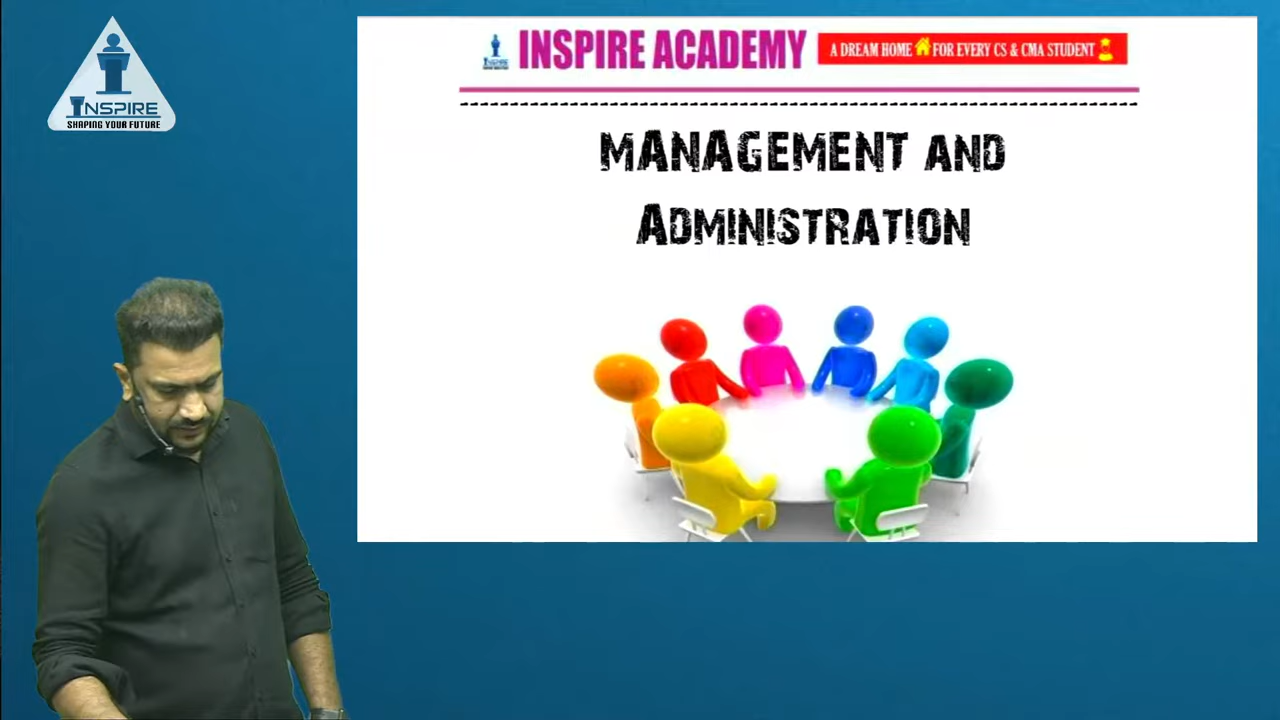 INSPIRE
SHAPING YOUR FUTURE
INSPIRE ACADEMY
A DREAM HOME FOR EVERY CS & CMA STUDENT
MANAGEMENT AND
ADMINISTRATION